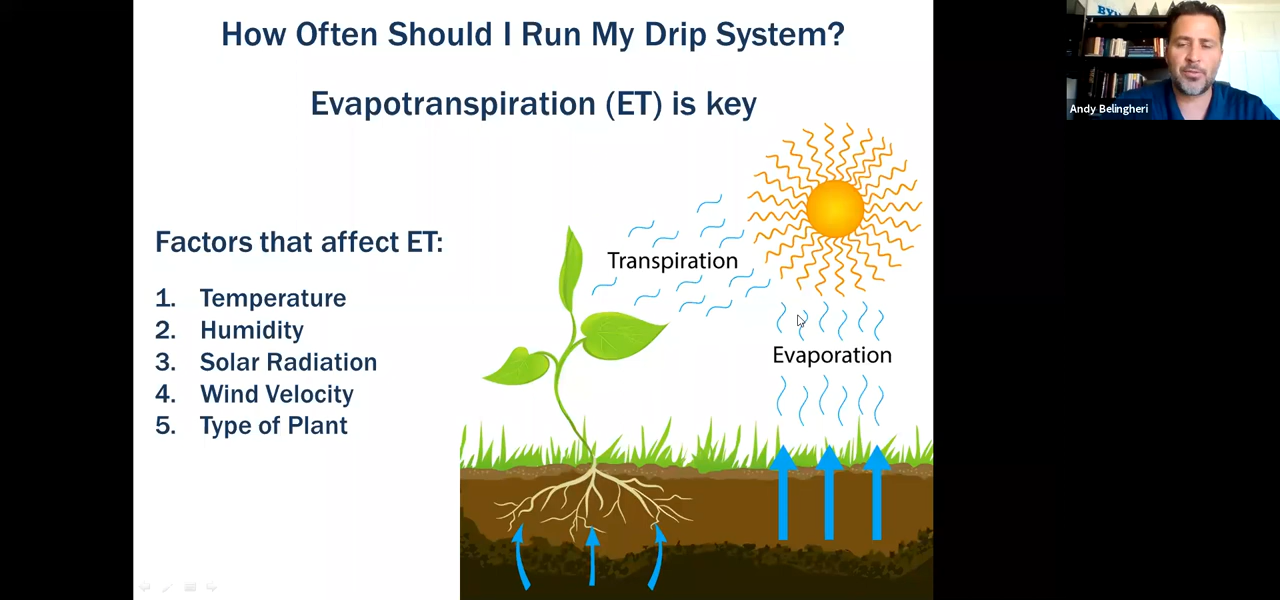 How Often Should I Run My Drip System?
Evapotranspiration (ET) is key
Andy Belingheri
Factors that affect ET:
1. Temperature
2. Humidity
3. Solar Radiation
4. Wind Velocity
5. Type of Plant
Transpiration
Evaporation